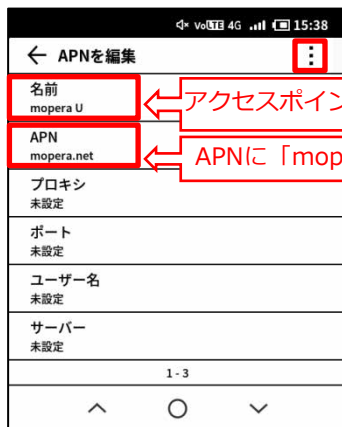 VoLTE 4G 15:38
← APNを編集
名前
mopera U
アクセスポイン
APN
mopera.net
APNに「mop
プロキシ
未設定
ポート
未設定
ユーザー名
未設定
サーバー
未設定
1 - 3